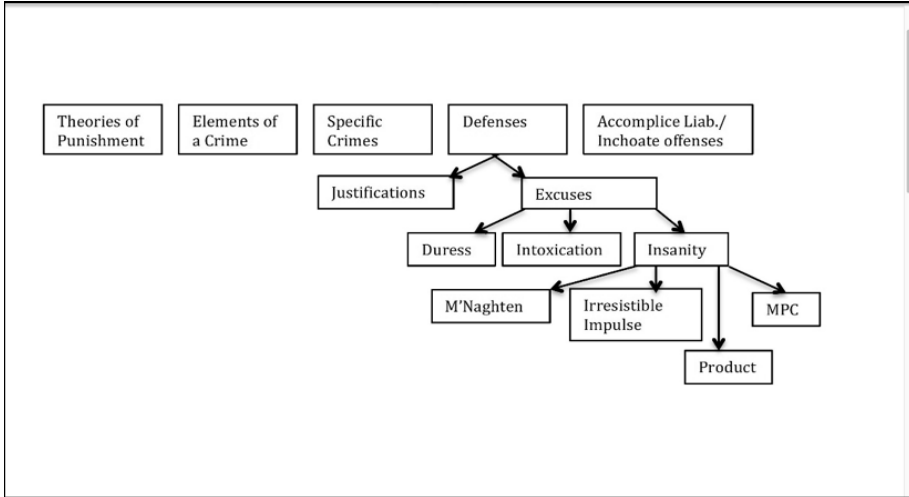 Theories of
Punishment
Elements of
a Crime
Specific
Crimes
Defenses
Accomplice Liab./
Inchoate offenses
Justifications
Excuses
Duress
Intoxication
Insanity
M'Naghten
Irresistible
Impulse
MPC
Product